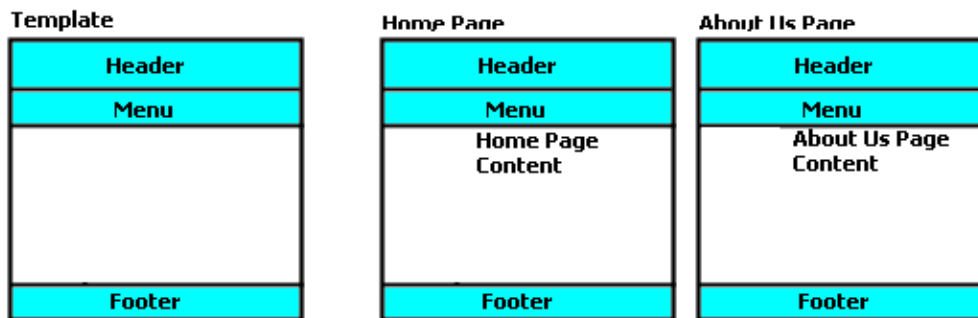 Template
Header
Menu
Footer
Home Page
Header
Menu
Home Page
Content
Footer
About Us Page
Header
Menu
About Us Page
Content
Footer